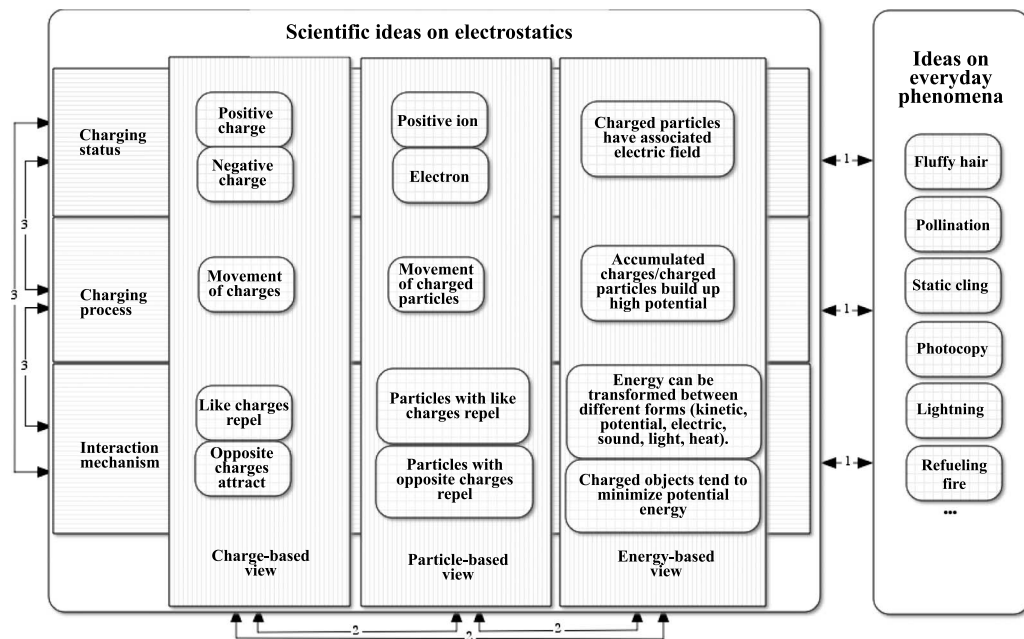 Scientific ideas on electrostatics
Charging
status
Positive
charge
Negative
charge
Positive ion
Electron
Charged particles
have associated
electric field
Charging
process
Movement
of charges
Movement
of charged
particles
Accumulated
charges/charged
particles build up
high potential
Interaction
mechanism
Like charges
repel
Opposite
charges
attract
Particles with like
charges repel
Particles with
opposite charges
repel
Energy can be
transformed between
different forms (kinetic,
potential, electric,
sound, light, heat).
Charged objects tend to
minimize potential
energy
Charge-based
view
Particle-based
view
Energy-based
view
3
3
3
2
2
2
1
1
1
Ideas on
everyday
phenomena
Fluffy hair
Pollination
Static cling
Photocopy
Lightning
Refueling
fire
...